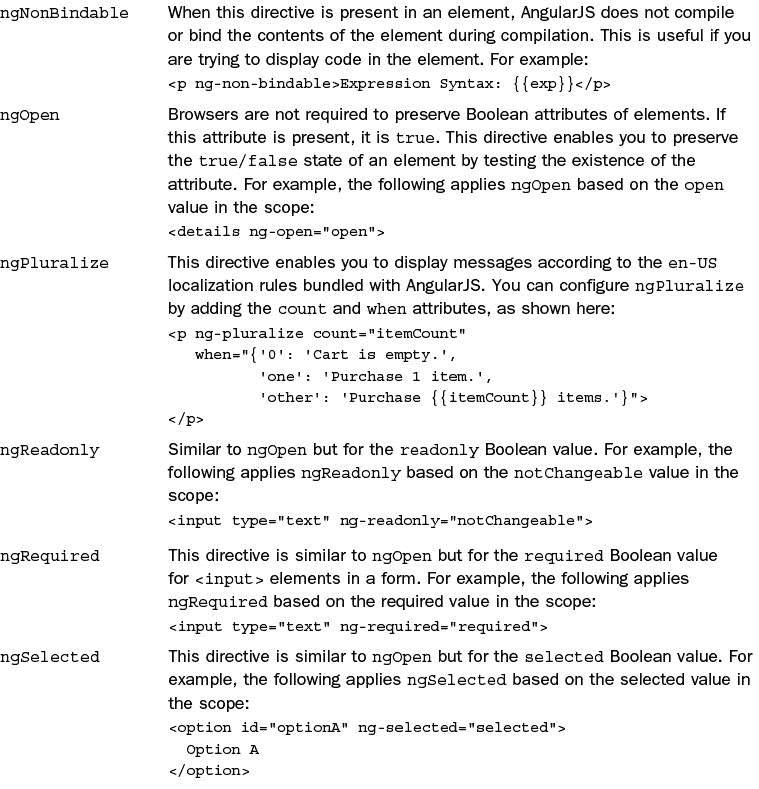 ngNonBindable When this directive is present in an element, AngularJS does not compile
or bind the contents of the element during compilation. This is useful if you
are trying to display code in the element. For example:
<p ng-non-bindable>Expression Syntax: {{exp}}</p>
ngOpen Browsers are not required to preserve Boolean attributes of elements. If
this attribute is present, it is true. This directive enables you to preserve
the true/false state of an element by testing the existence of the
attribute. For example, the following applies ngOpen based on the open
value in the scope:
<details ng-open="open">
ngPluralize This directive enables you to display messages according to the en-US
localization rules bundled with AngularJS. You can configure ngPluralize
by adding the count and when attributes, as shown here:
<p ng-pluralize count="itemCount"
when="{'0': 'Cart is empty.',
'one': 'Purchase 1 item.',
'other': 'Purchase {{itemCount}} items.'}">
</p>
ngReadonly Similar to ngOpen but for the readonly Boolean value. For example, the
following applies ngReadonly based on the notChangeable value in the
scope:
<input type="text" ng-readonly="notChangeable">
ngRequired This directive is similar to ngOpen but for the required Boolean value
for <input> elements in a form. For example, the following applies
ngRequired based on the required value in the scope:
<input type="text" ng-required="required">
ngSelected This directive is similar to ngOpen but for the selected Boolean value. For
example, the following applies ngSelected based on the selected value in
the scope:
<option id="optionA" ng-selected="selected">
Option A
</option>